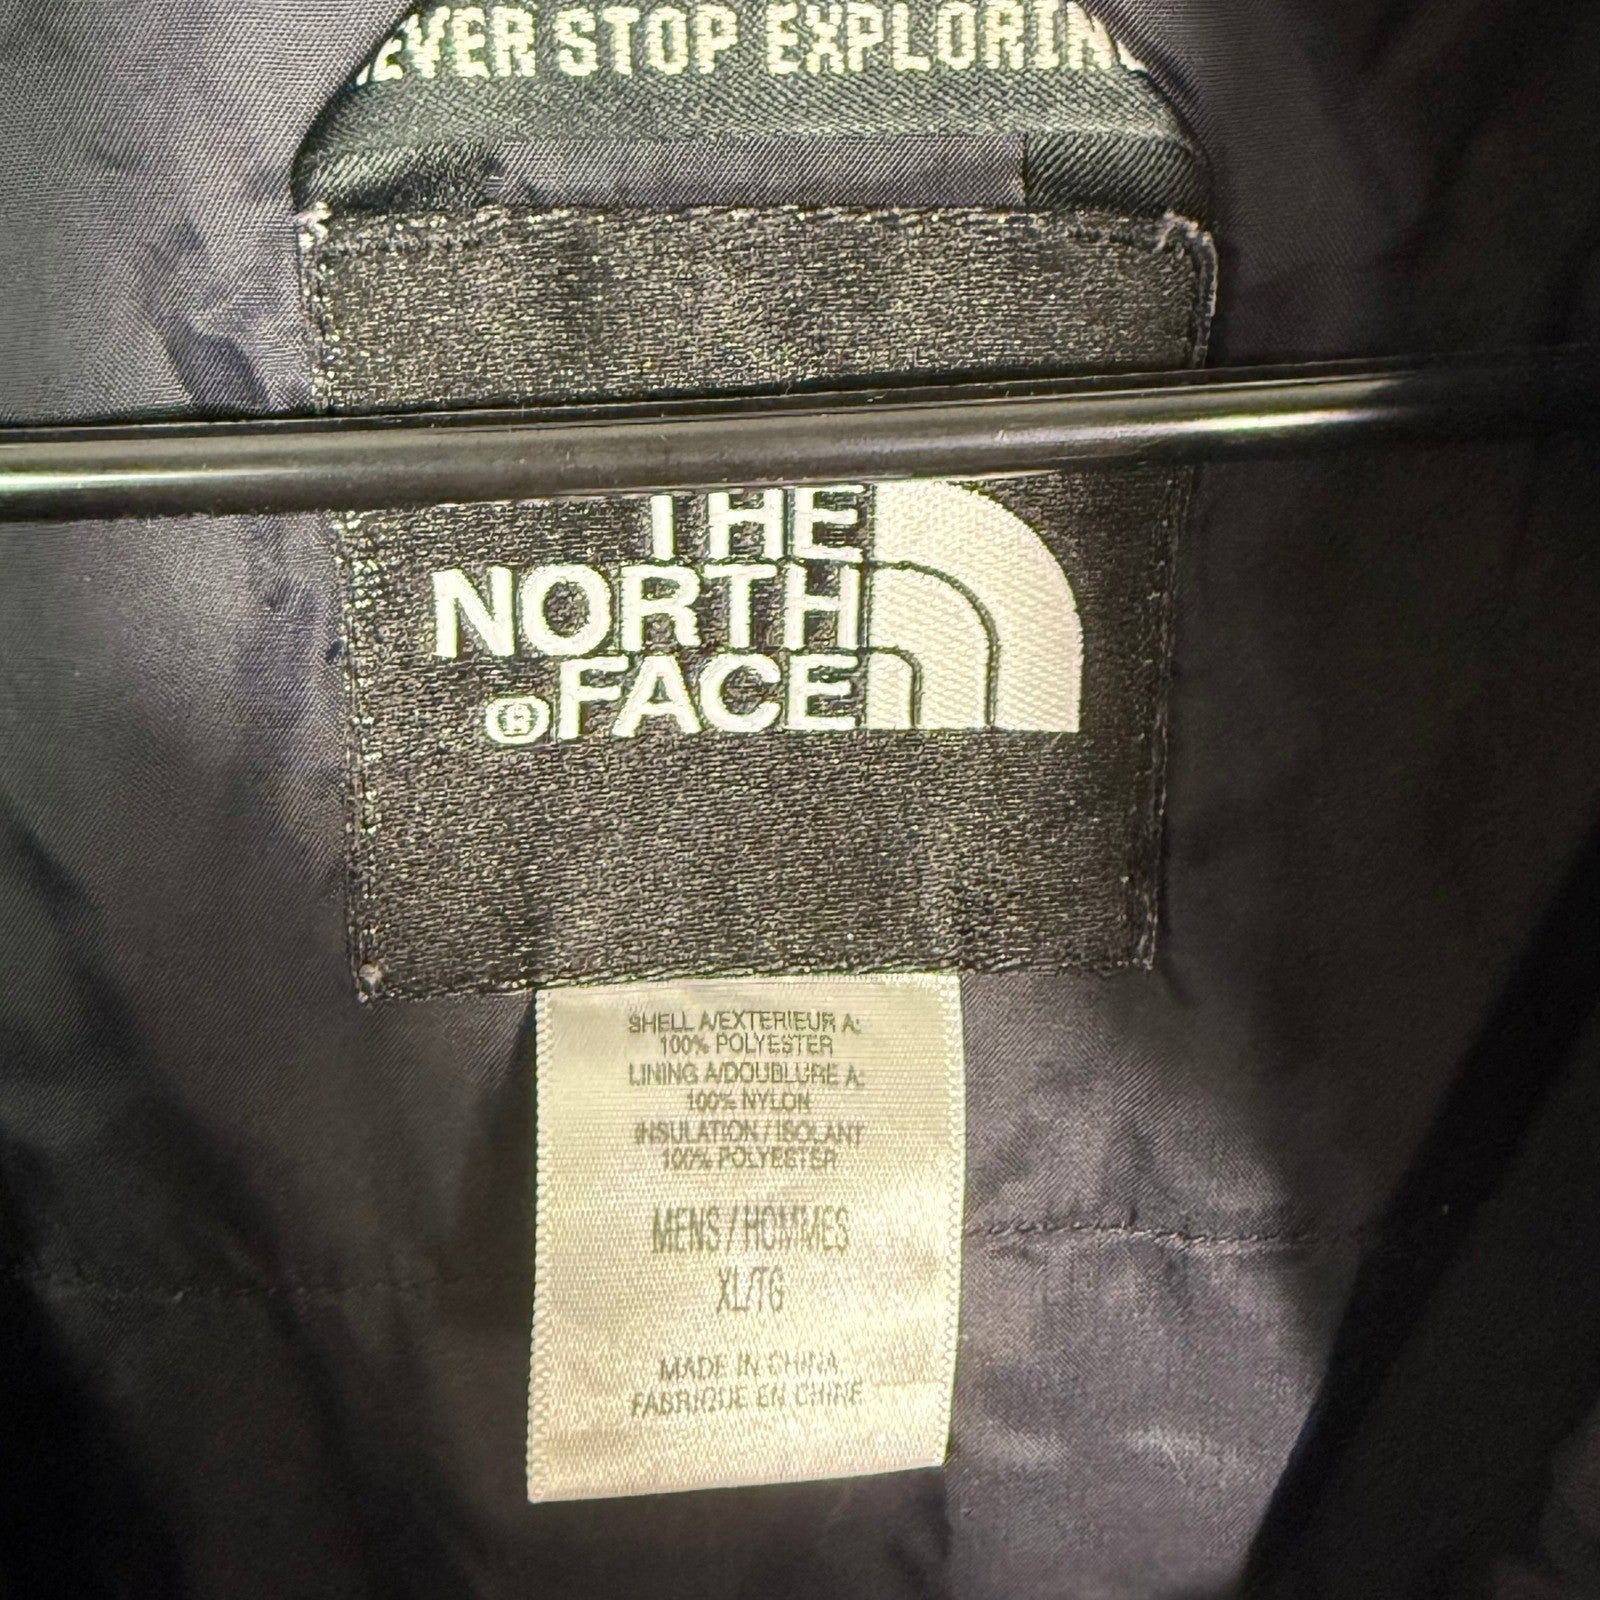 EVER STOP EXPLORIN
THE
NORTH
® FACE
SHELL A/EXTERIEUR A:
100% POLYESTER
LINING A/DOUBLURE A:
100% NYLON
INSULATION / ISOLANT
100% POLYESTER
MENS / HOMMES
XL/TG
MADE IN CHINA
FABRIQUE EN CHINE